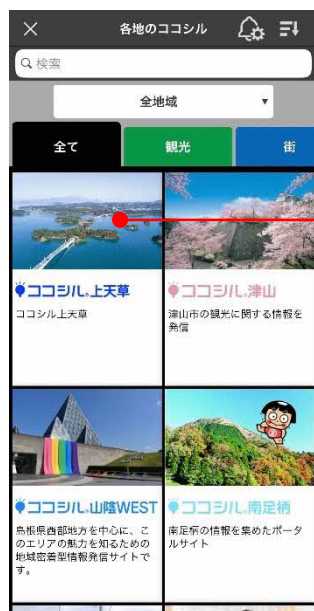 各地のココシル
検索
全地域
全て
観光
街
ココシル。上天草
ココシル上天草
ココシル。津山
津山市の観光に関する情報を
発信
ココシル。山陰WEST
島根県西部地方を中心に、こ
のエリアの魅力を知るための
地域密着型情報発信サイトで
す。
ココシル。南足柄
南足柄の情報を集めたポータ
ルサイト